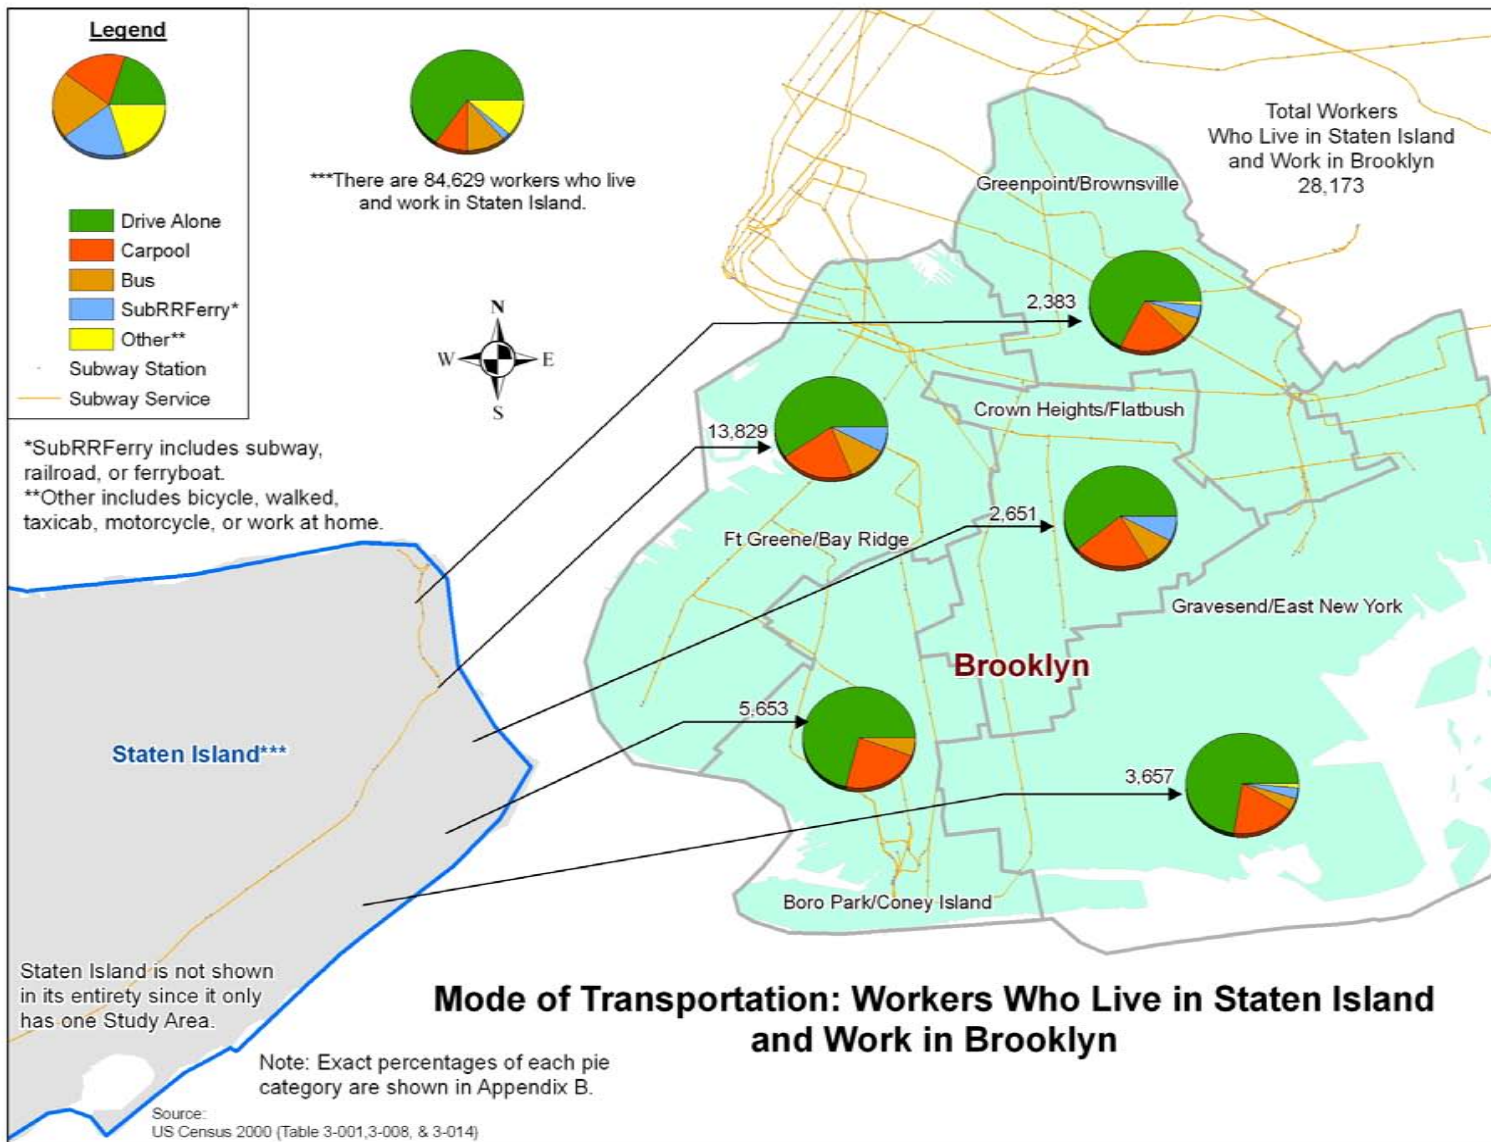 Legend
Drive Alone
Carpool
Bus
SubRRFerry*
Other**
Subway Station
Subway Service
***There are 84,629 workers who live
and work in Staten Island.
Total Workers
Who Live in Staten Island
and Work in Brooklyn
28,173
N
W
E
S
*SubRRFerry includes subway,
railroad, or ferryboat.
**Other includes bicycle, walked,
taxicab, motorcycle, or work at home.
Greenpoint/Brownsville
2,383
Crown Heights/Flatbush
13,829
2,651
Ft Greene/Bay Ridge
Gravesend/East New York
Brooklyn
5,653
Staten Island***
3,657
Boro Park/Coney Island
Staten Island is not shown
in its entirety since it only
has one Study Area.
Mode of Transportation: Workers Who Live in Staten Island
and Work in Brooklyn
Note: Exact percentages of each pie
category are shown in Appendix B.
Source:
US Census 2000 (Table 3-001,3-008, & 3-014)